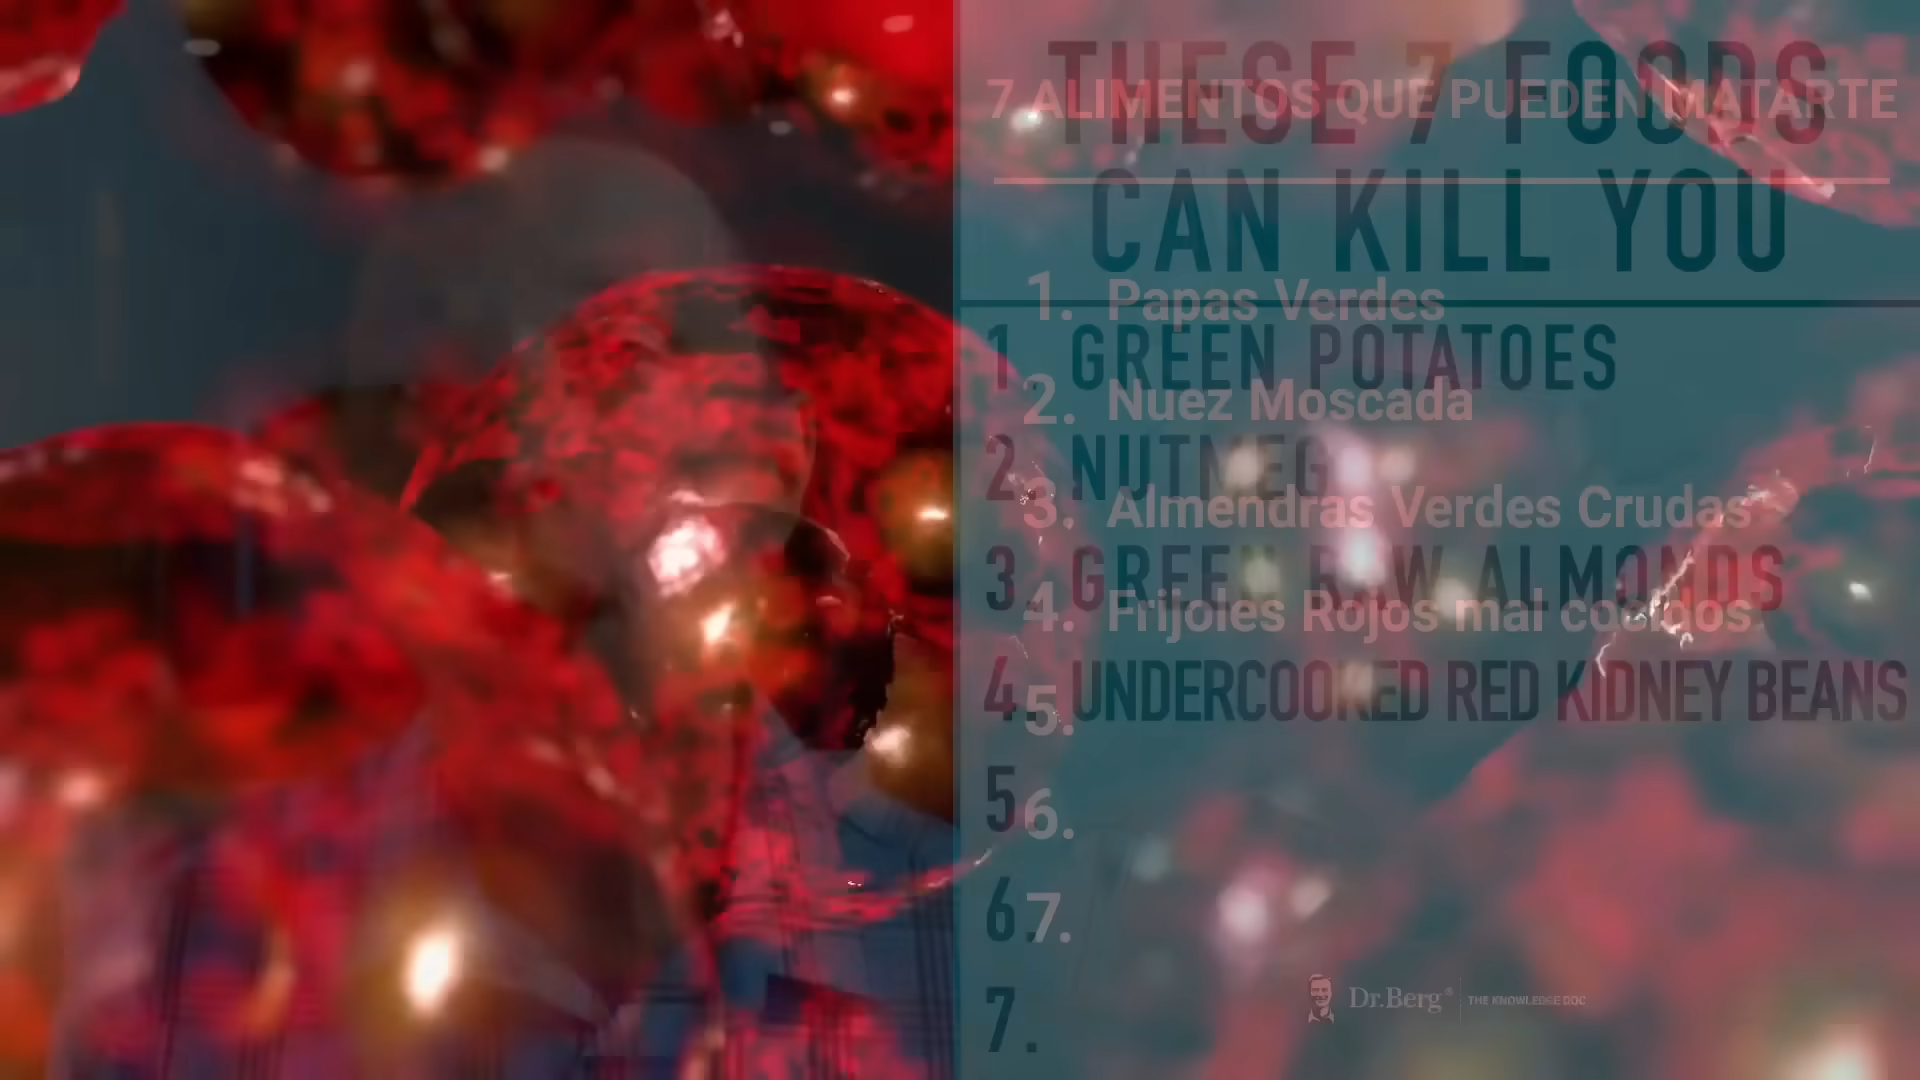 THESE 7 FOODS
CAN KILL YOU
1. GREEN POTATOES
2. NUTMEG
3. GREEN RAW ALMONDS
4. UNDERCOOKED RED KIDNEY BEANS
5.
6.
7.
7 ALIMENTOS QUE PUEDEN MATARTE
1. Papas Verdes
2. Nuez Moscada
3. Almendras Verdes Crudas
4. Frijoles Rojos mal cocidos
5.
6.
7.
Dr.Berg® THE KNOWLEDGE DOC